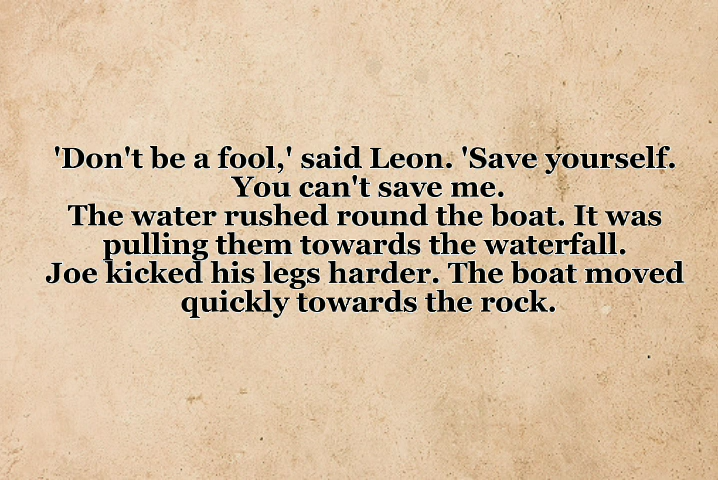 'Don't be a fool,' said Leon. 'Save yourself.
You can't save me.
The water rushed round the boat. It was
pulling them towards the waterfall.
Joe kicked his legs harder. The boat moved
quickly towards the rock.